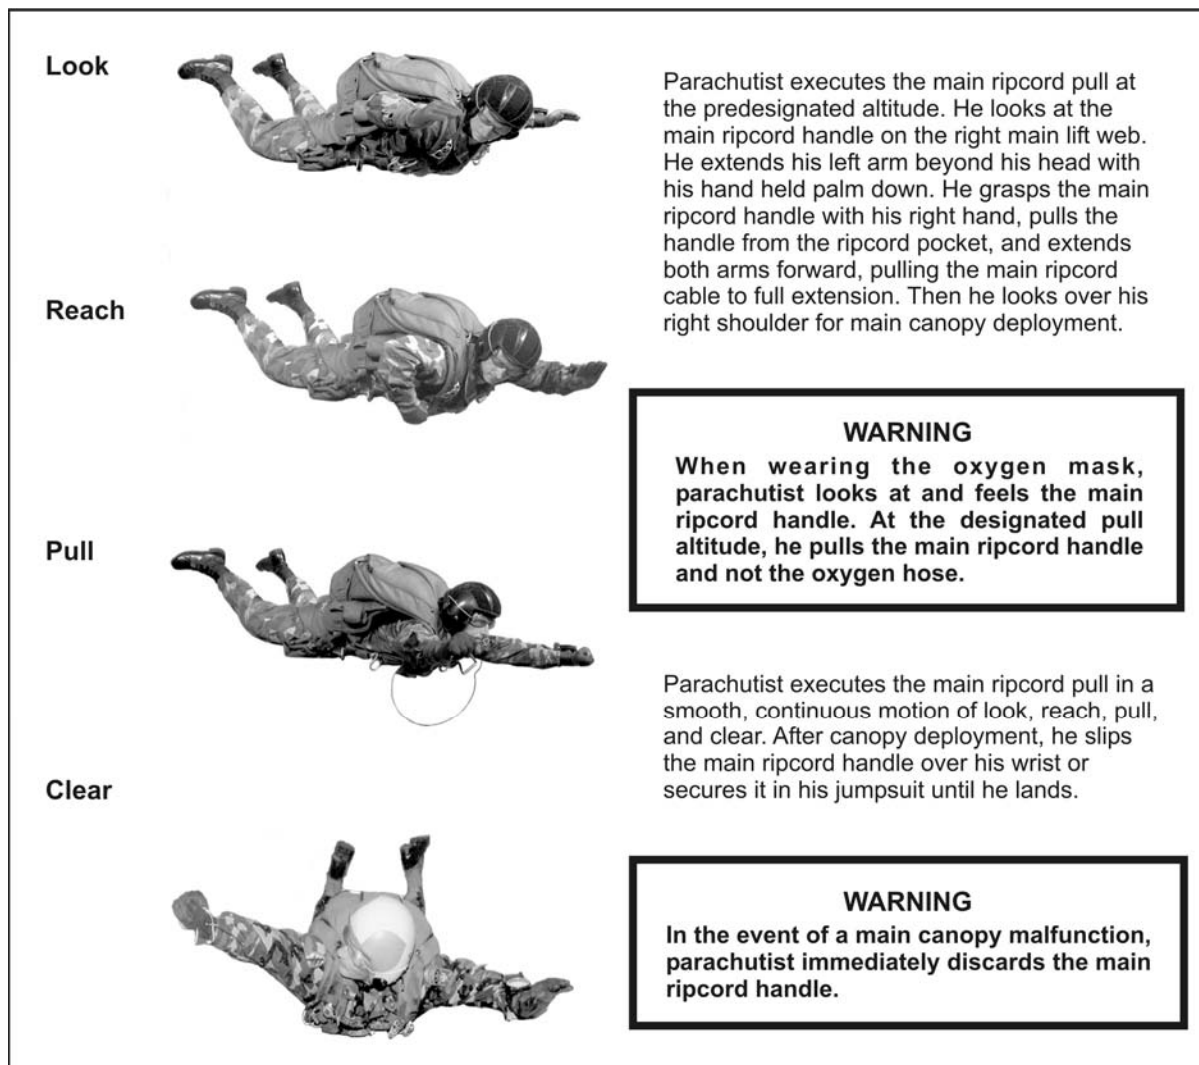 Look
Parachutist executes the main ripcord pull at
the predesignated altitude. He looks at the
main ripcord handle on the right main lift web.
He extends his left arm beyond his head with
his hand held palm down. He grasps the main
ripcord handle with his right hand, pulls the
handle from the ripcord pocket, and extends
both arms forward, pulling the main ripcord
cable to full extension. Then he looks over his
right shoulder for main canopy deployment.
Reach
WARNING
When wearing the oxygen mask,
parachutist looks at and feels the main
ripcord handle. At the designated pull
altitude, he pulls the main ripcord handle
and not the oxygen hose.
Pull
Parachutist executes the main ripcord pull in a
smooth, continuous motion of look, reach, pull,
and clear. After canopy deployment, he slips
the main ripcord handle over his wrist or
secures it in his jumpsuit until he lands.
Clear
WARNING
In the event of a main canopy malfunction,
parachutist immediately discards the main
ripcord handle.